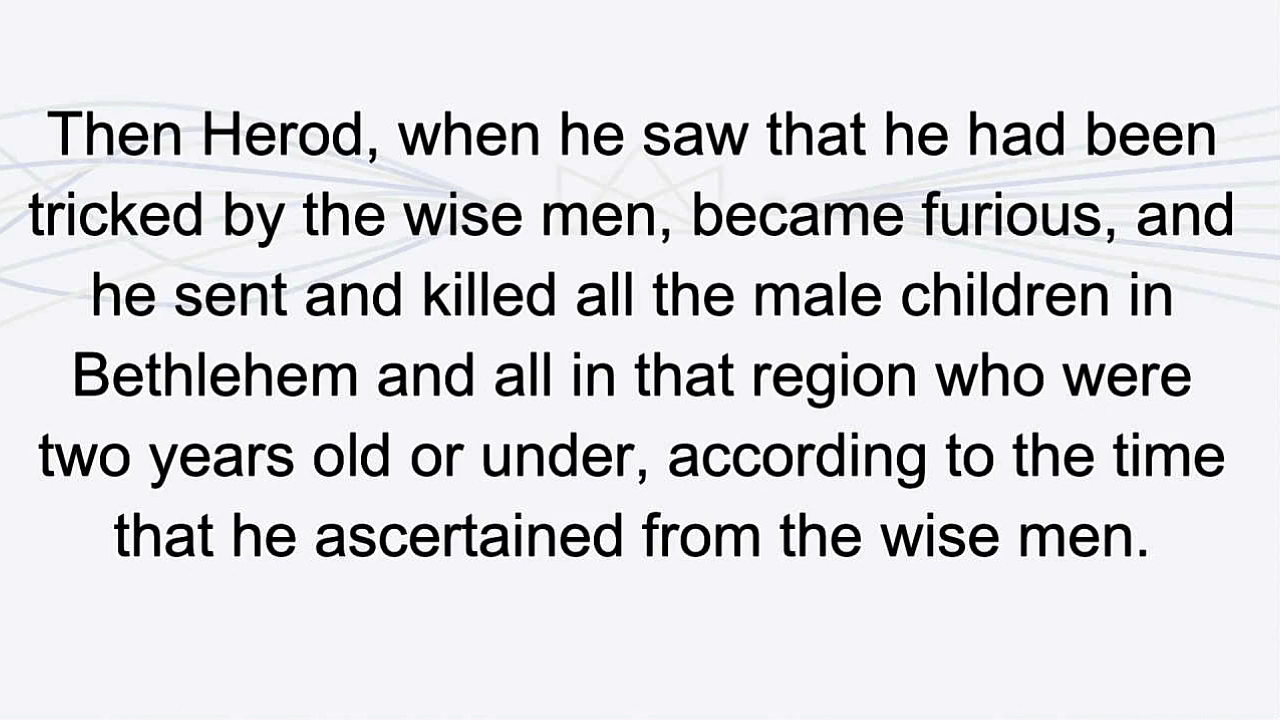 Then Herod, when he saw that he had been
tricked by the wise men, became furious, and
he sent and killed all the male children in
Bethlehem and all in that region who were
two years old or under, according to the time
that he ascertained from the wise men.